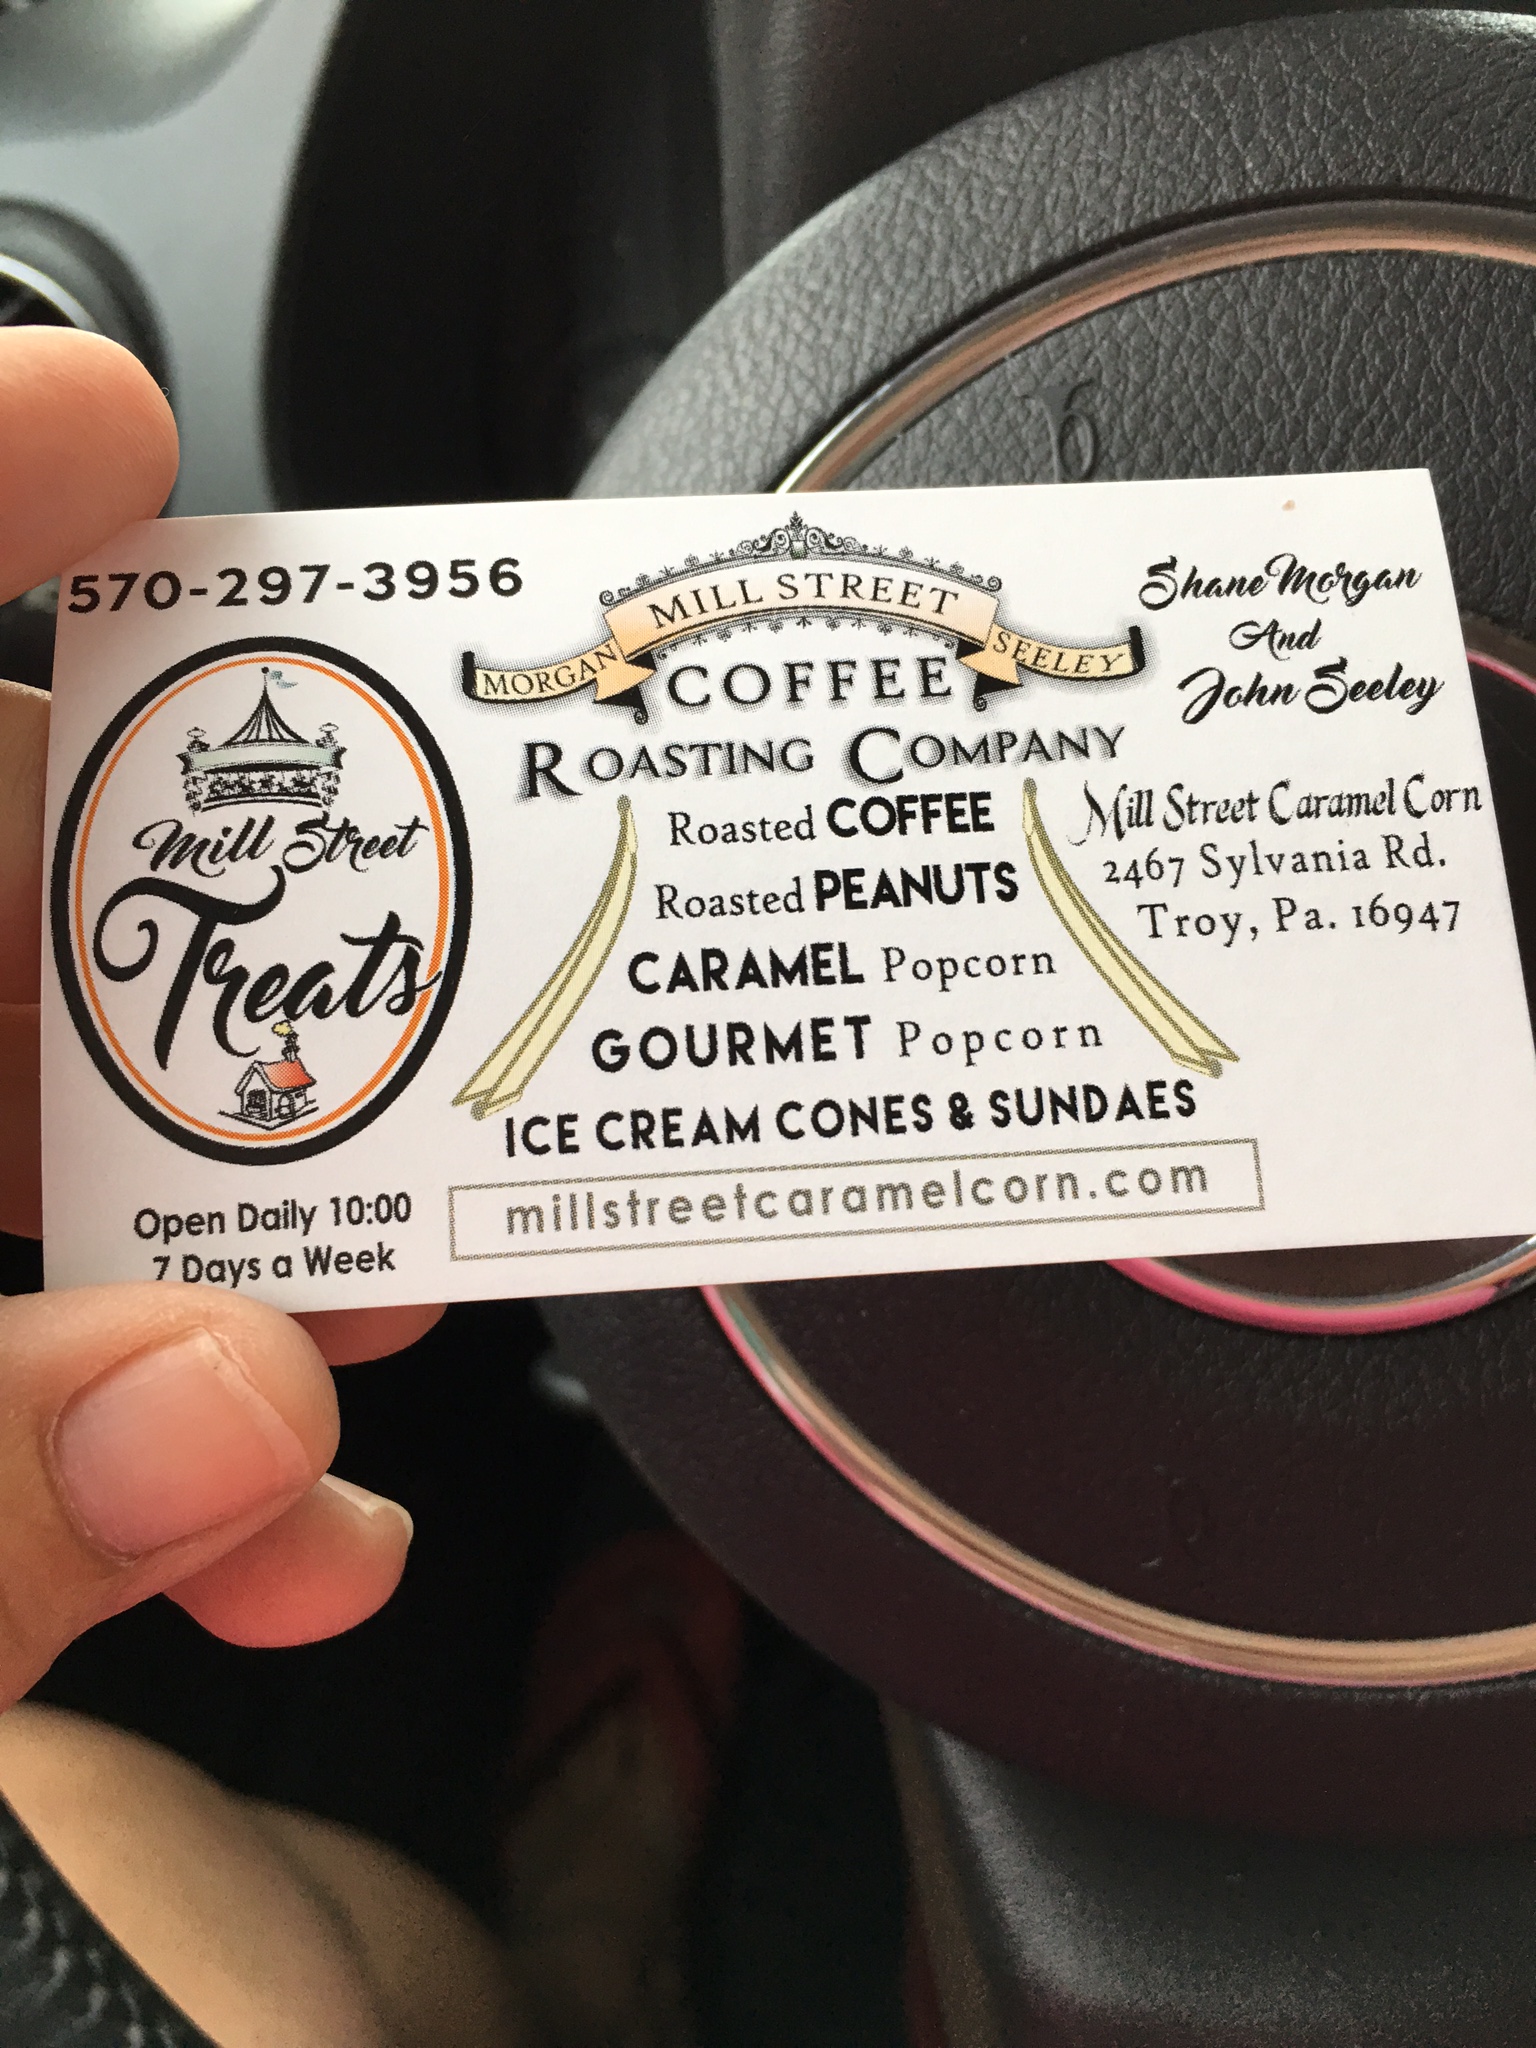 570-297-3956
Mill Street
Treats
Open Daily 10:00
7 Days a Week
MILL STREET
MORGAN
SEELEY
COFFEE
ROASTING COMPANY
Roasted COFFEE
Roasted PEANUTS
CARAMEL Popcorn
GOURMET Popcorn
ICE CREAM CONES & SUNDAES
millstreetcaramelcorn.com
Shane Morgan
And
John Seeley
Mill Street Caramel Corn
2467 Sylvania Rd.
Troy, Pa. 16947